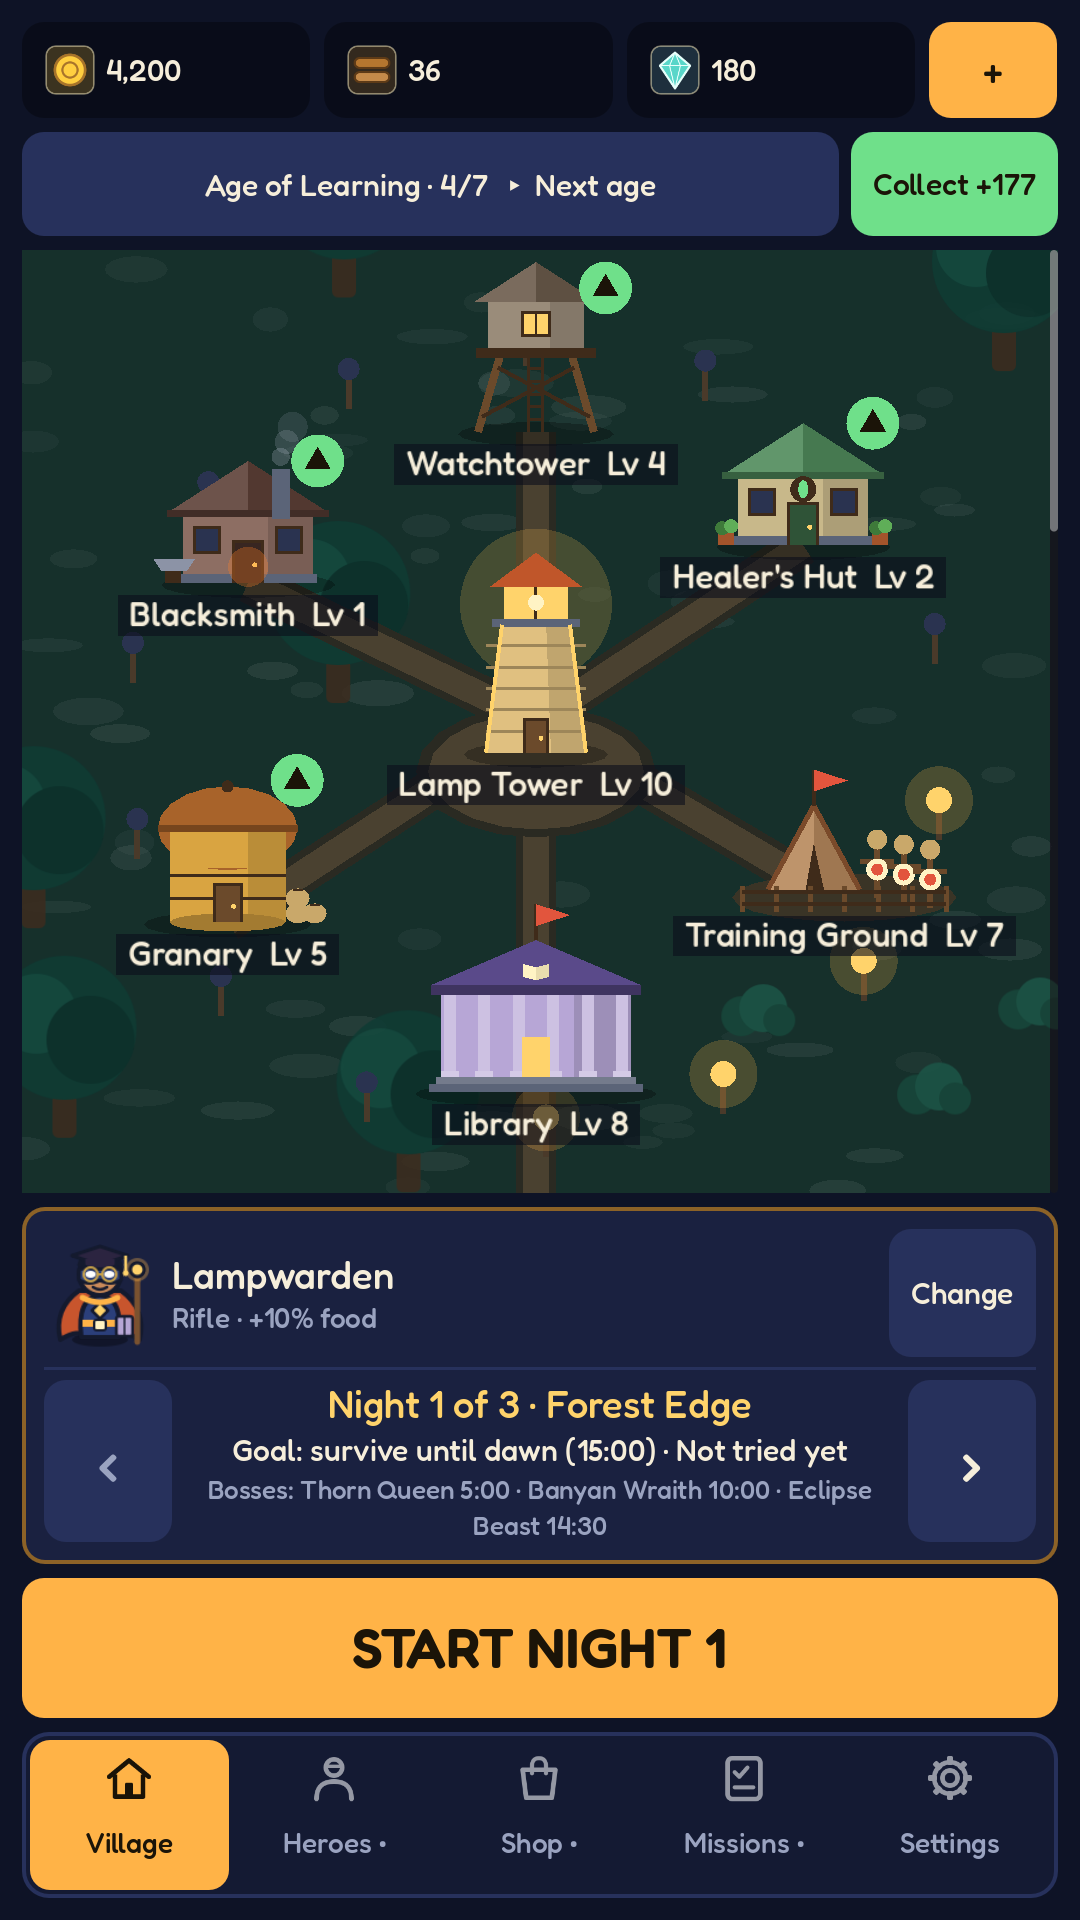 4,200
36
180
+
Age of Learning · 4/7 ▸ Next age
Collect +177
Watchtower Lv 4
Healer's Hut Lv 2
Blacksmith Lv 1
Lamp Tower Lv 10
Training Ground Lv 7
Granary Lv 5
Library Lv 8
Lampwarden
Rifle · +10% food
Change
Night 1 of 3 · Forest Edge
Goal: survive until dawn (15:00) · Not tried yet
Bosses: Thorn Queen 5:00 · Banyan Wraith 10:00 · Eclipse
Beast 14:30
START NIGHT 1
Village
Heroes •
Shop •
Missions •
Settings